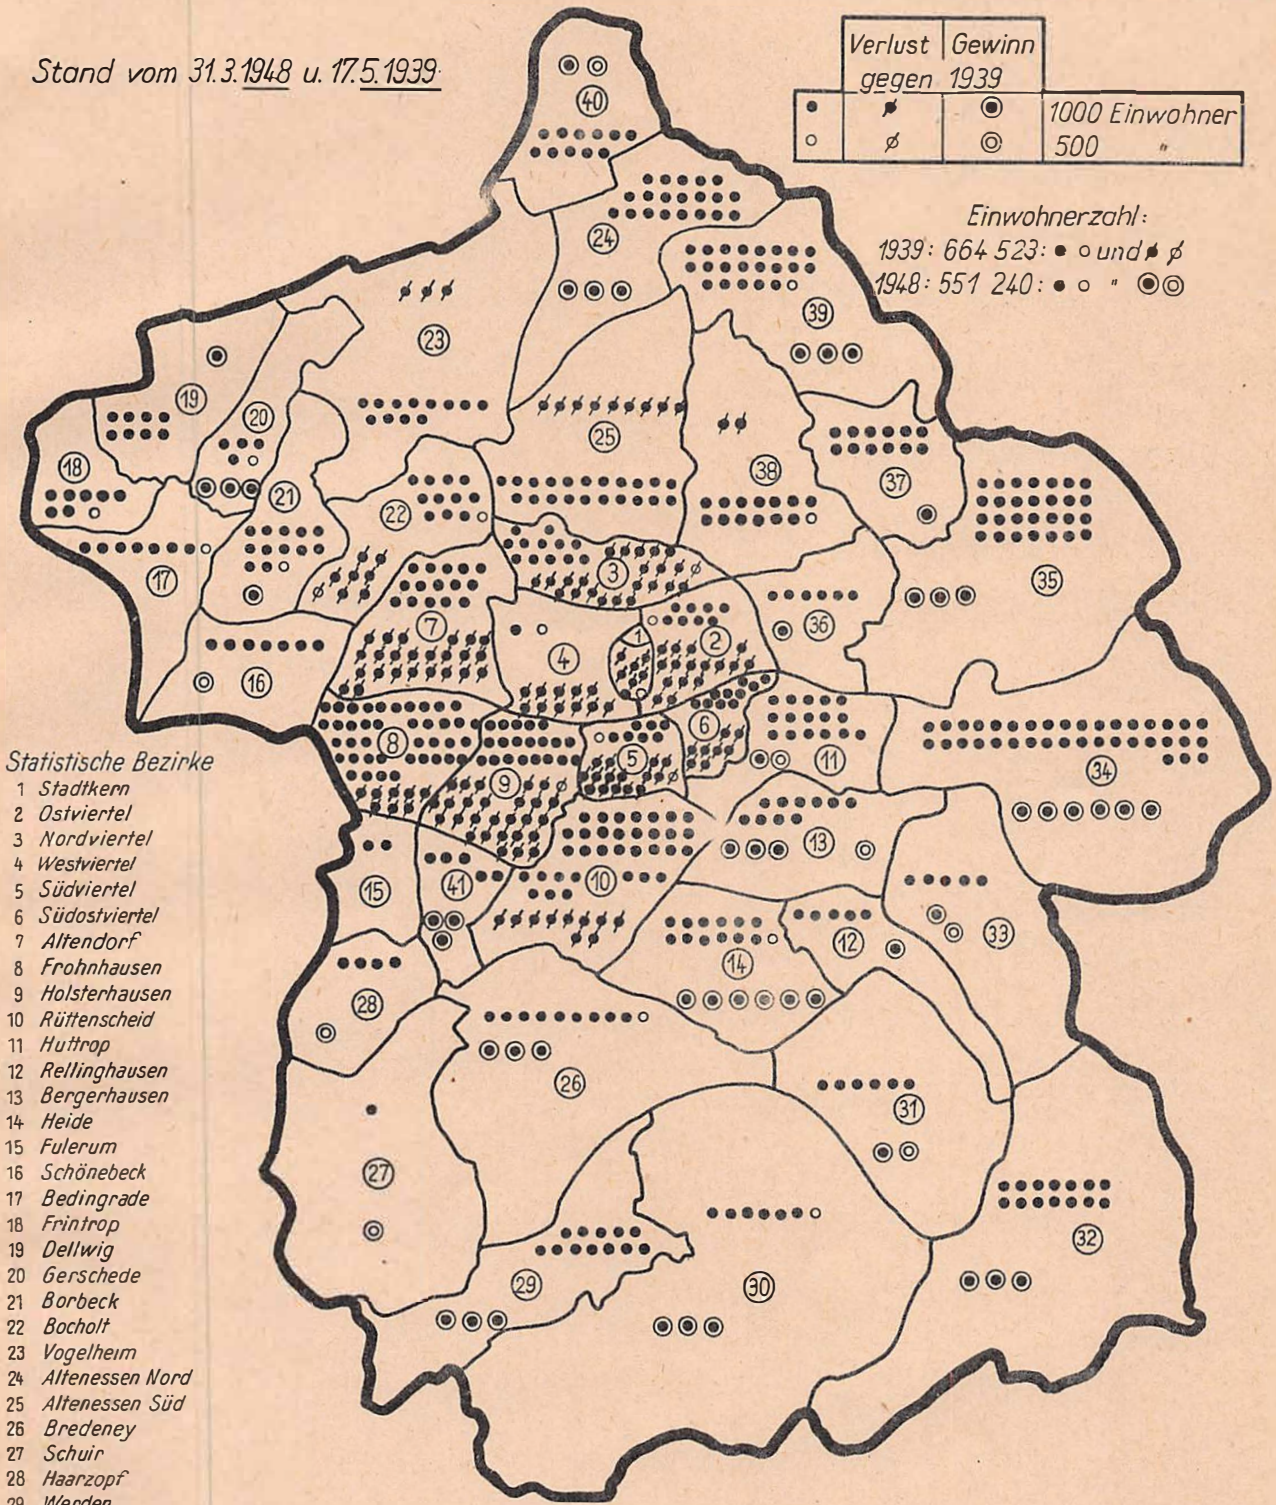 Stand vom 31.3.1948 u. 17.5.1939
Verlust Gewinn
gegen 1939
1000 Einwohner
500 "
Einwohnerzahl:
1939: 664 523: ● ○ und
1948: 551 240: ● ○ "
40
24
39
23
19
20
25
18
21
22
38
37
3
35
17
7
1
2
36
4
16
6
8
5
11
34
9
13
10
15
41
12
33
14
28
26
31
27
32
29
30
Statistische Bezirke
1 Stadtkern
2 Ostviertel
3 Nordviertel
4 Westviertel
5 Südviertel
6 Südostviertel
7 Altendorf
8 Frohnhausen
9 Holsterhausen
10 Rüttenscheid
11 Huttrop
12 Rellinghausen
13 Bergerhausen
14 Heide
15 Fulerum
16 Schönebeck
17 Bedingrade
18 Frintrop
19 Dellwig
20 Gerschede
21 Borbeck
22 Bocholt
23 Vogelheim
24 Altenessen Nord
25 Altenessen Süd
26 Bredeney
27 Schuir
28 Haarzopf
29 Werden